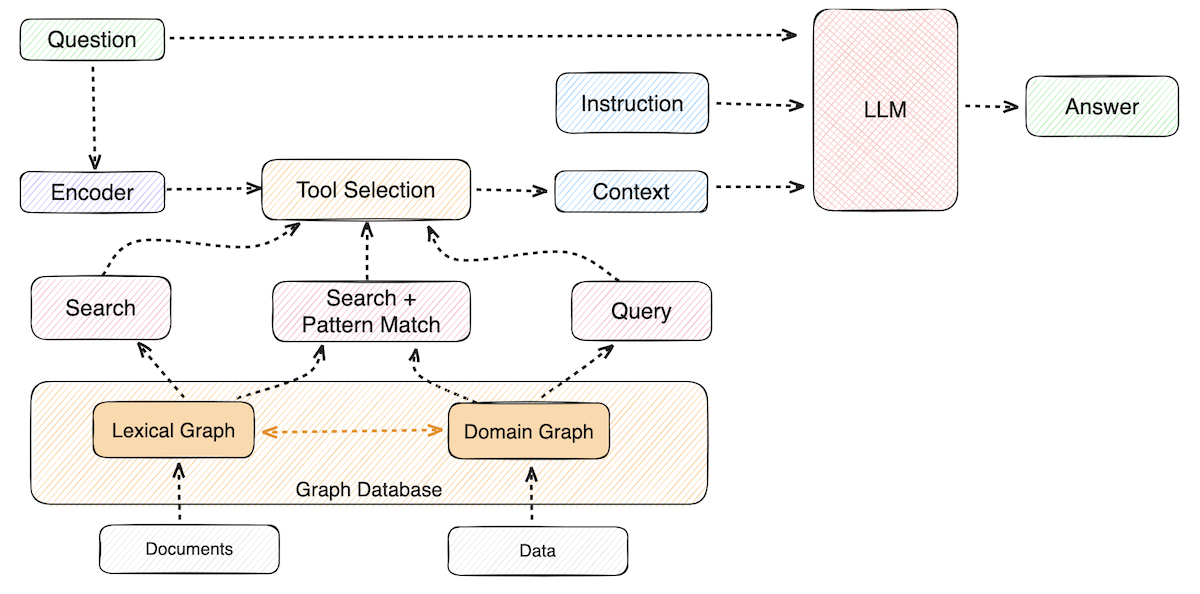 Question
Instruction
LLM
Answer
Encoder
Tool Selection
Context
Search
Search +
Pattern Match
Query
Lexical Graph
Domain Graph
Graph Database
Documents
Data